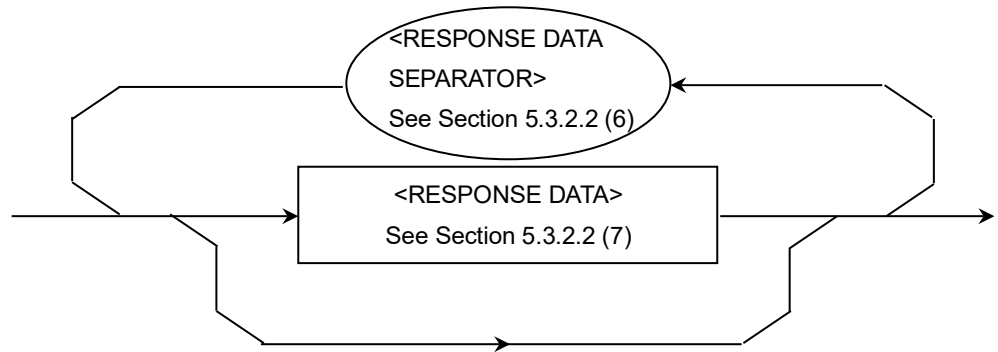 <RESPONSE DATA
SEPARATOR>
See Section 5.3.2.2 (6)
<RESPONSE DATA>
See Section 5.3.2.2 (7)